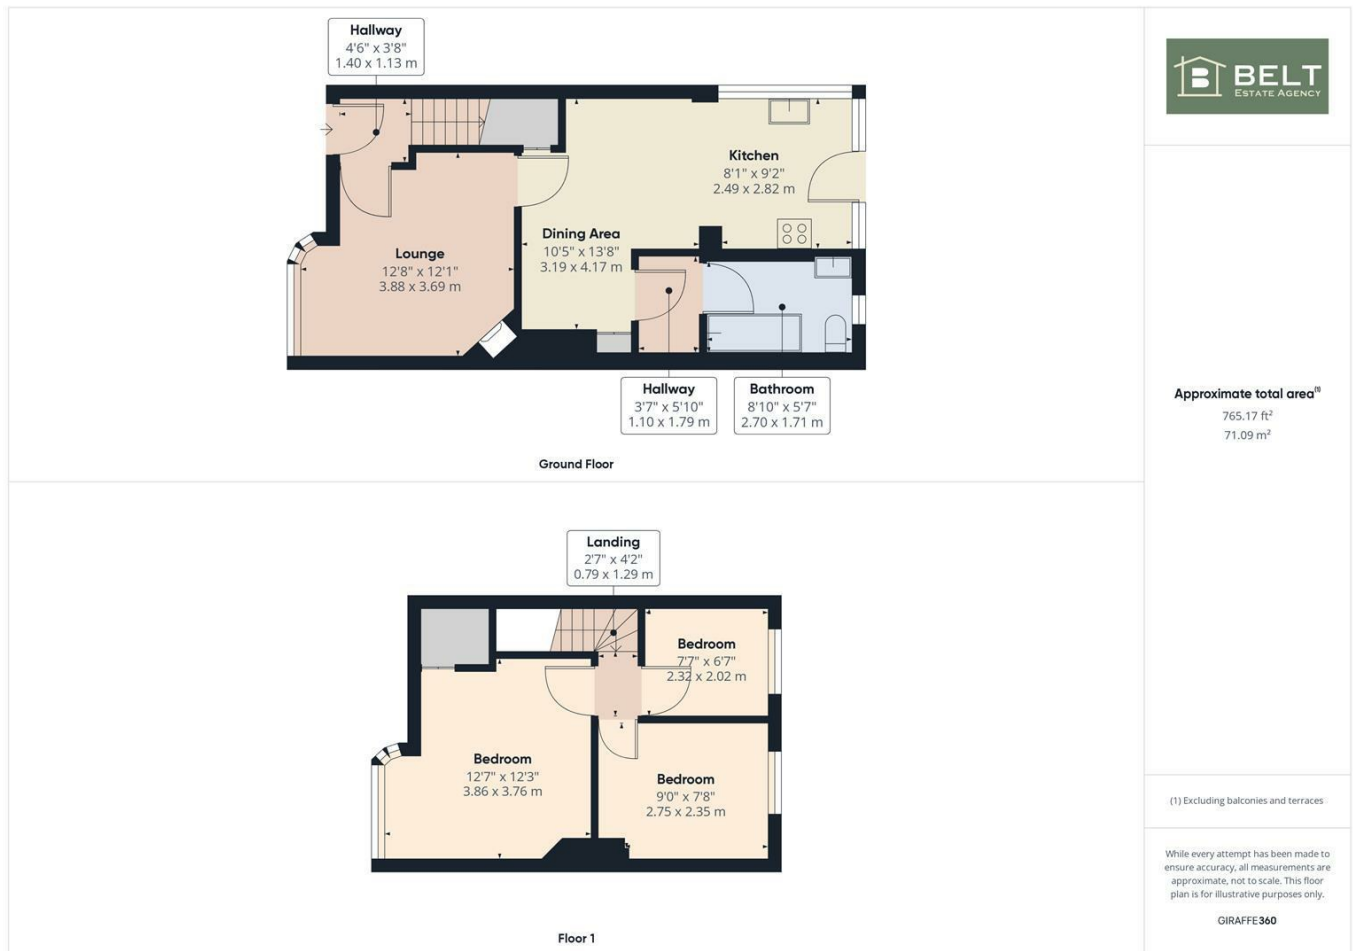 Hallway
4'6" x 3'8"
1.40 x 1.13 m
Kitchen
8'1" x 9'2"
2.49 x 2.82 m
Dining Area
10'5" x 13'8"
3.19 x 4.17 m
Lounge
12'8" x 12'1"
3.88 x 3.69 m
Hallway
3'7" x 5'10"
1.10 x 1.79 m
Bathroom
8'10" x 5'7"
2.70 x 1.71 m
Ground Floor
Landing
2'7" x 4'2"
0.79 x 1.29 m
Bedroom
7'7" x 6'7"
2.32 x 2.02 m
Bedroom
12'7" x 12'3"
3.86 x 3.76 m
Bedroom
9'0" x 7'8"
2.75 x 2.35 m
Floor 1
B BELT
ESTATE AGENCY
Approximate total area(1)
765.17 ft²
71.09 m²
(1) Excluding balconies and terraces
While every attempt has been made to
ensure accuracy, all measurements are
approximate, not to scale. This floor
plan is for illustrative purposes only.
GIRAFFE360